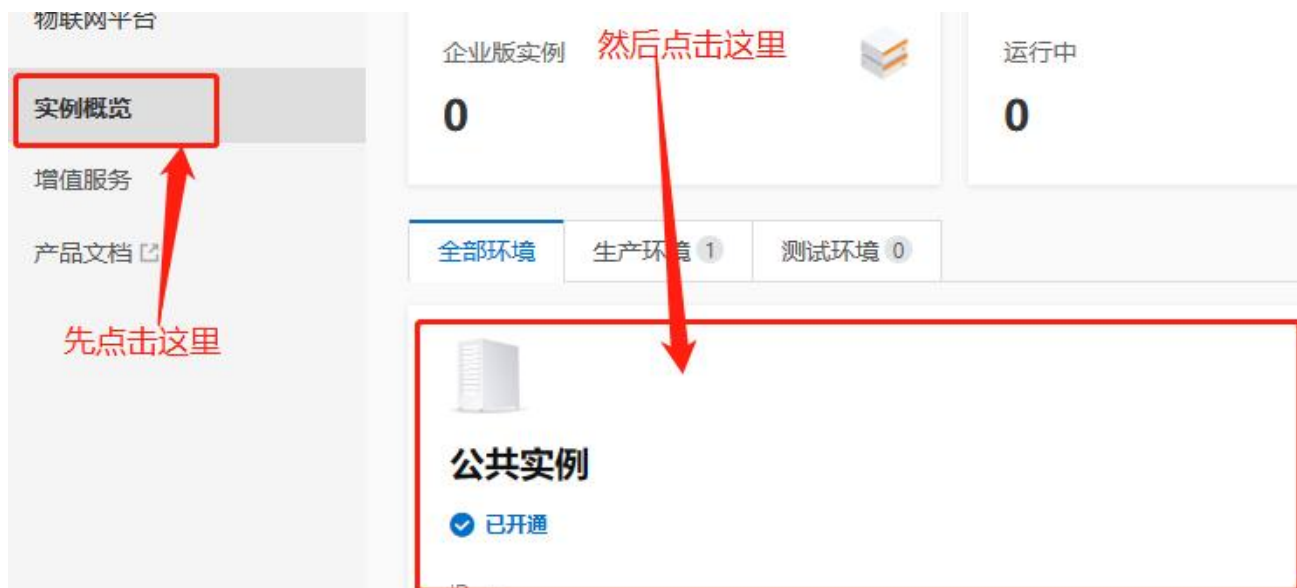 物联网平台
实例概览
增值服务
产品文档
先点击这里
企业版实例
0
然后点击这里
运行中
0
全部环境
生产环境 1
测试环境 0
公共实例
已开通